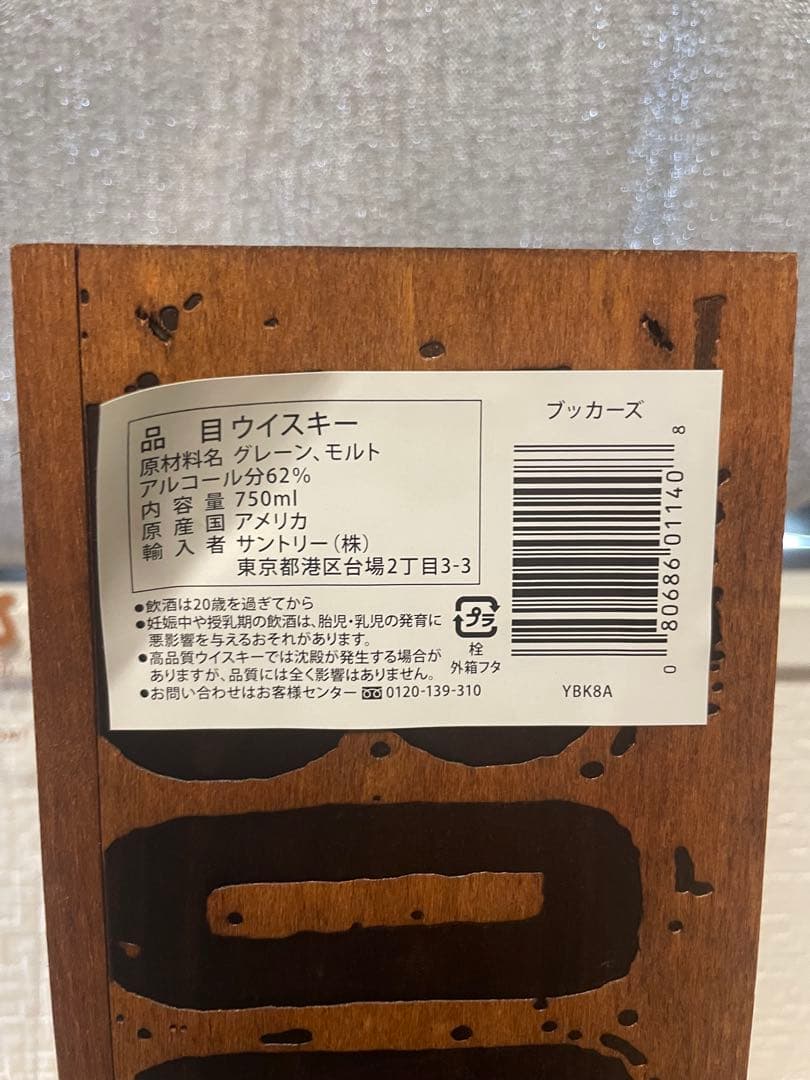 品 目 ウイスキー
原材料名 グレーン、モルト
アルコール分62%
内 容 量 750ml
原 産 国 アメリカ
輸 入 者 サントリー(株)
東京都港区台場2丁目3-3
●飲酒は20歳を過ぎてから
●妊娠中や授乳期の飲酒は、胎児・乳児の発育に
悪影響を与えるおそれがあります。
●高品質ウイスキーでは沈殿が発生する場合が
ありますが、品質には全く影響はありません。
●お問い合わせはお客様センター 0120-139-310
プラ
栓
外箱フタ
ブッカーズ
0 80686 01140 8
YBK8A